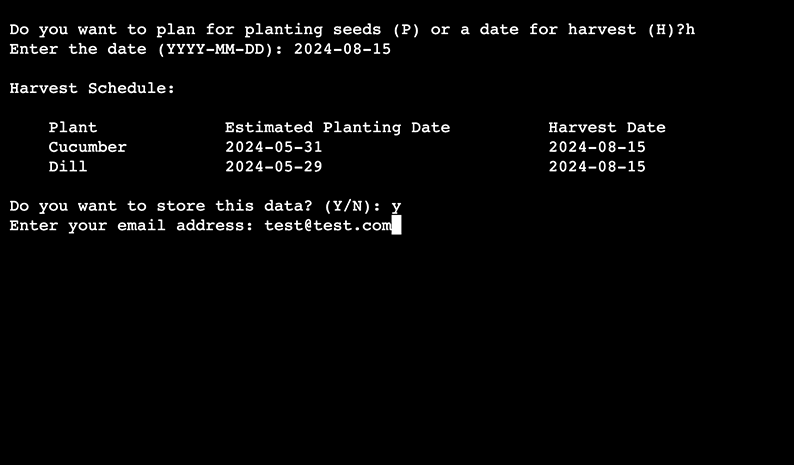 Do you want to plan for planting seeds (P) or a date for harvest (H)?h
Enter the date (YYYY-MM-DD): 2024-08-15
Harvest Schedule:
Plant Estimated Planting Date Harvest Date
Cucumber 2024-05-31 2024-08-15
Dill 2024-05-29 2024-08-15
Do you want to store this data? (Y/N): y
Enter your email address: test@test.com